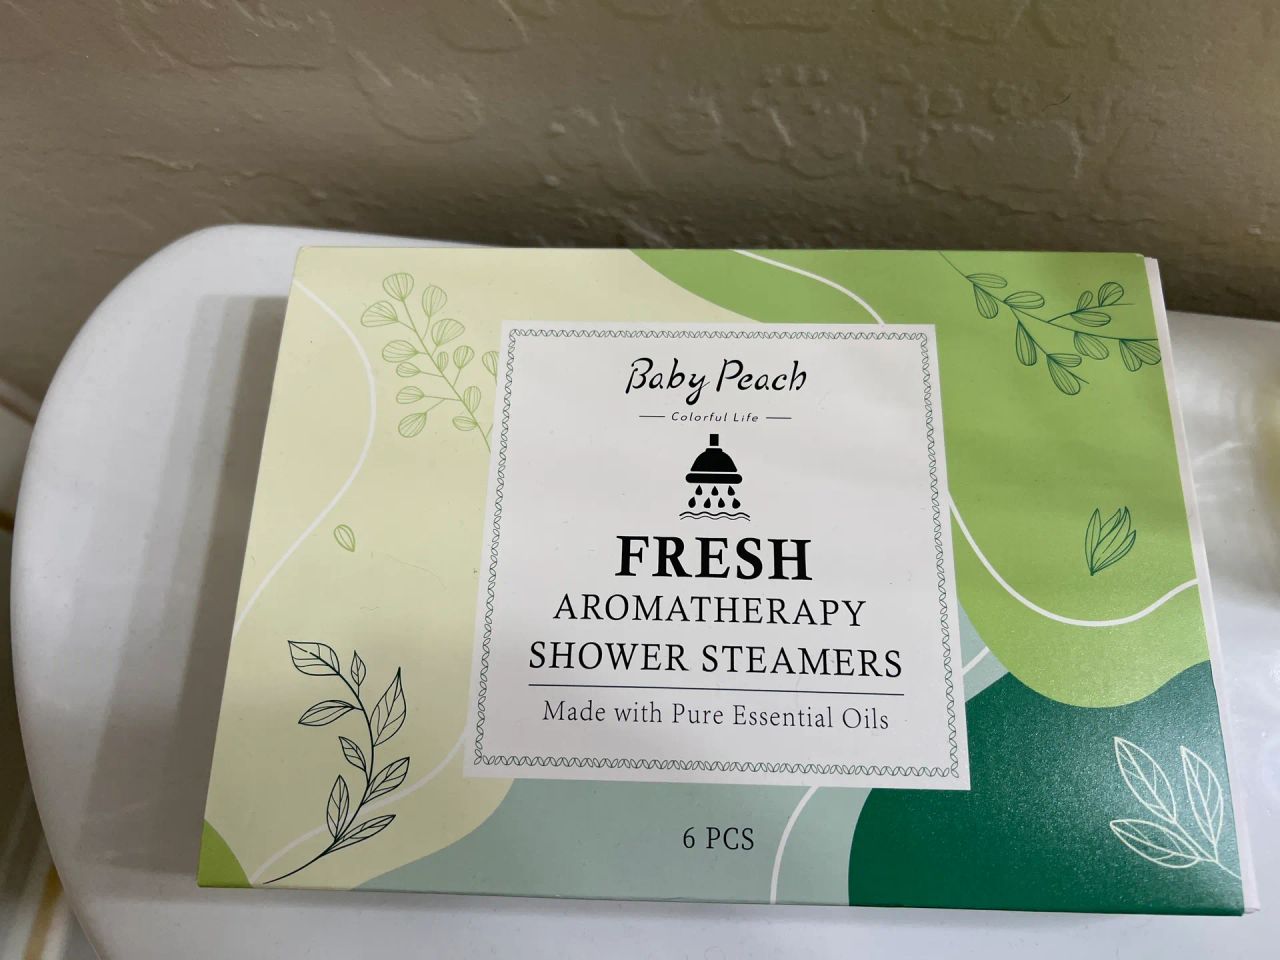 Baby Peach
Colorful Life
FRESH
AROMATHERAPY
SHOWER STEAMERS
Made with Pure Essential Oils
6 PCS